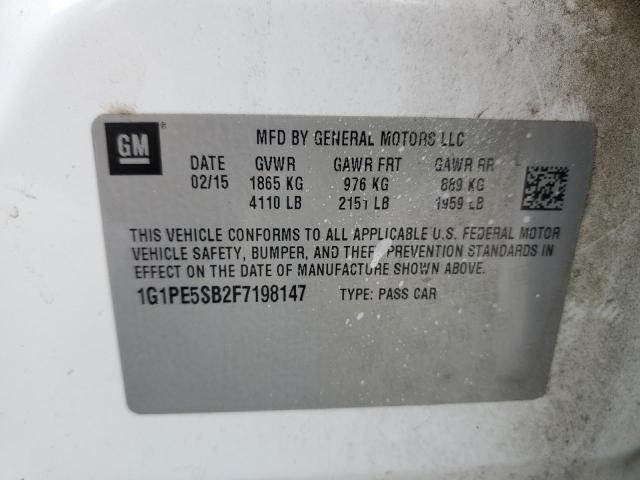 GM
MFD BY GENERAL MOTORS LLC
DATE GVWR GAWR FRT GAWR RR
02/15 1865 KG 976 KG 889 KG
4110 LB 2151 LB 1959 LB
THIS VEHICLE CONFORMS TO ALL APPLICABLE U.S. FEDERAL MOTOR
VEHICLE SAFETY, BUMPER, AND THEFT PREVENTION STANDARDS IN
EFFECT ON THE DATE OF MANUFACTURE SHOWN ABOVE.
1G1PE5SB2F7198147 TYPE: PASS CAR